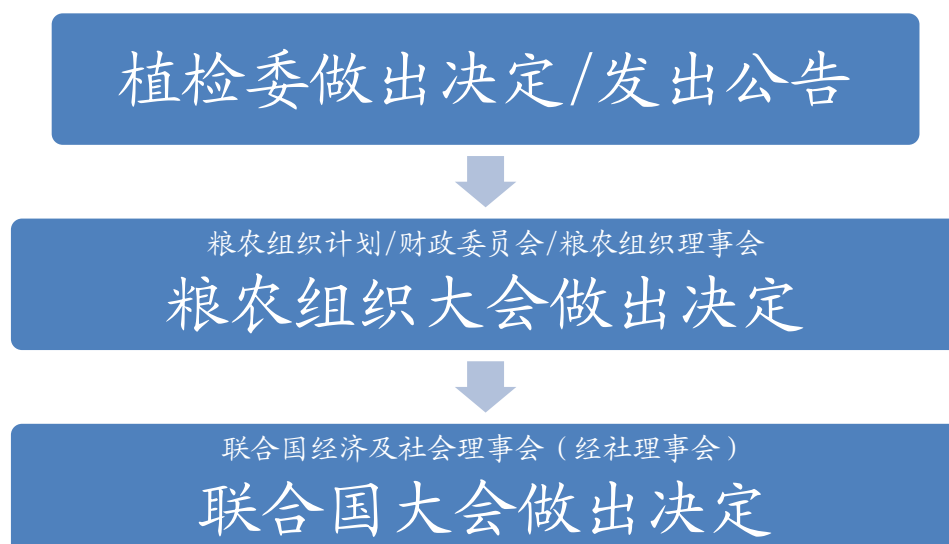 植检委做出决定/发出公告
粮农组织计划/财政委员会/粮农组织理事会
粮农组织大会做出决定
联合国经济及社会理事会（经社理事会）
联合国大会做出决定